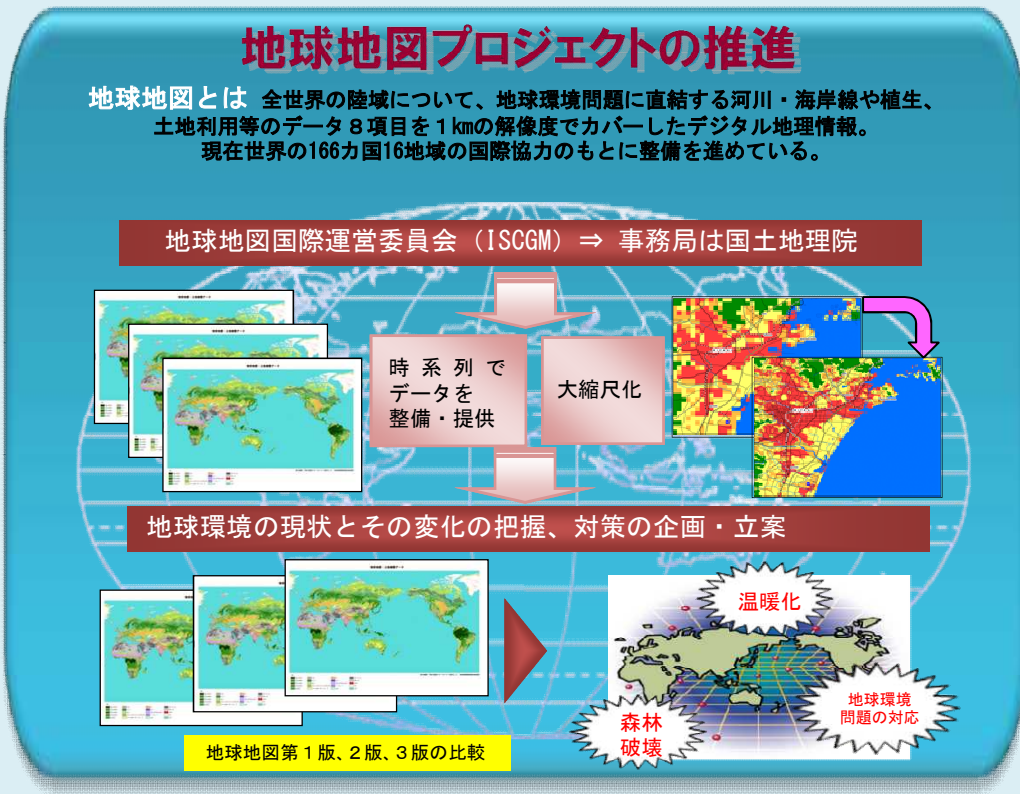 地球地図プロジェクトの推進
地球地図とは 全世界の陸域について、地球環境問題に直結する河川・海岸線や植生、
土地利用等のデータ８項目を１㎞の解像度でカバーしたデジタル地理情報。
現在世界の166カ国16地域の国際協力のもとに整備を進めている。
地球地図国際運営委員会（ISCGM）⇒ 事務局は国土地理院
時系列で
データを
整備・提供
大縮尺化
地球環境の現状とその変化の把握、対策の企画・立案
温暖化
森林
破壊
地球環境
問題の対応
地球地図第１版、２版、３版の比較